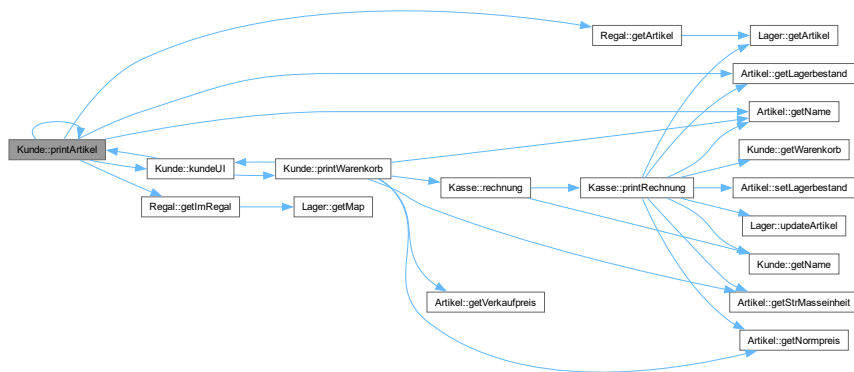 Regal::getArtikel
Lager::getArtikel
Artikel::getLagerbestand
Artikel::getName
Kunde::printArtikel
Kunde::getWarenkorb
Kunde::kundeUI
Kunde::printWarenkorb
Kasse::rechnung
Kasse::printRechnung
Artikel::setLagerbestand
Regal::getImRegal
Lager::getMap
Lager::updateArtikel
Kunde::getName
Artikel::getVerkaufpreis
Artikel::getStrMasseinheit
Artikel::getNormpreis